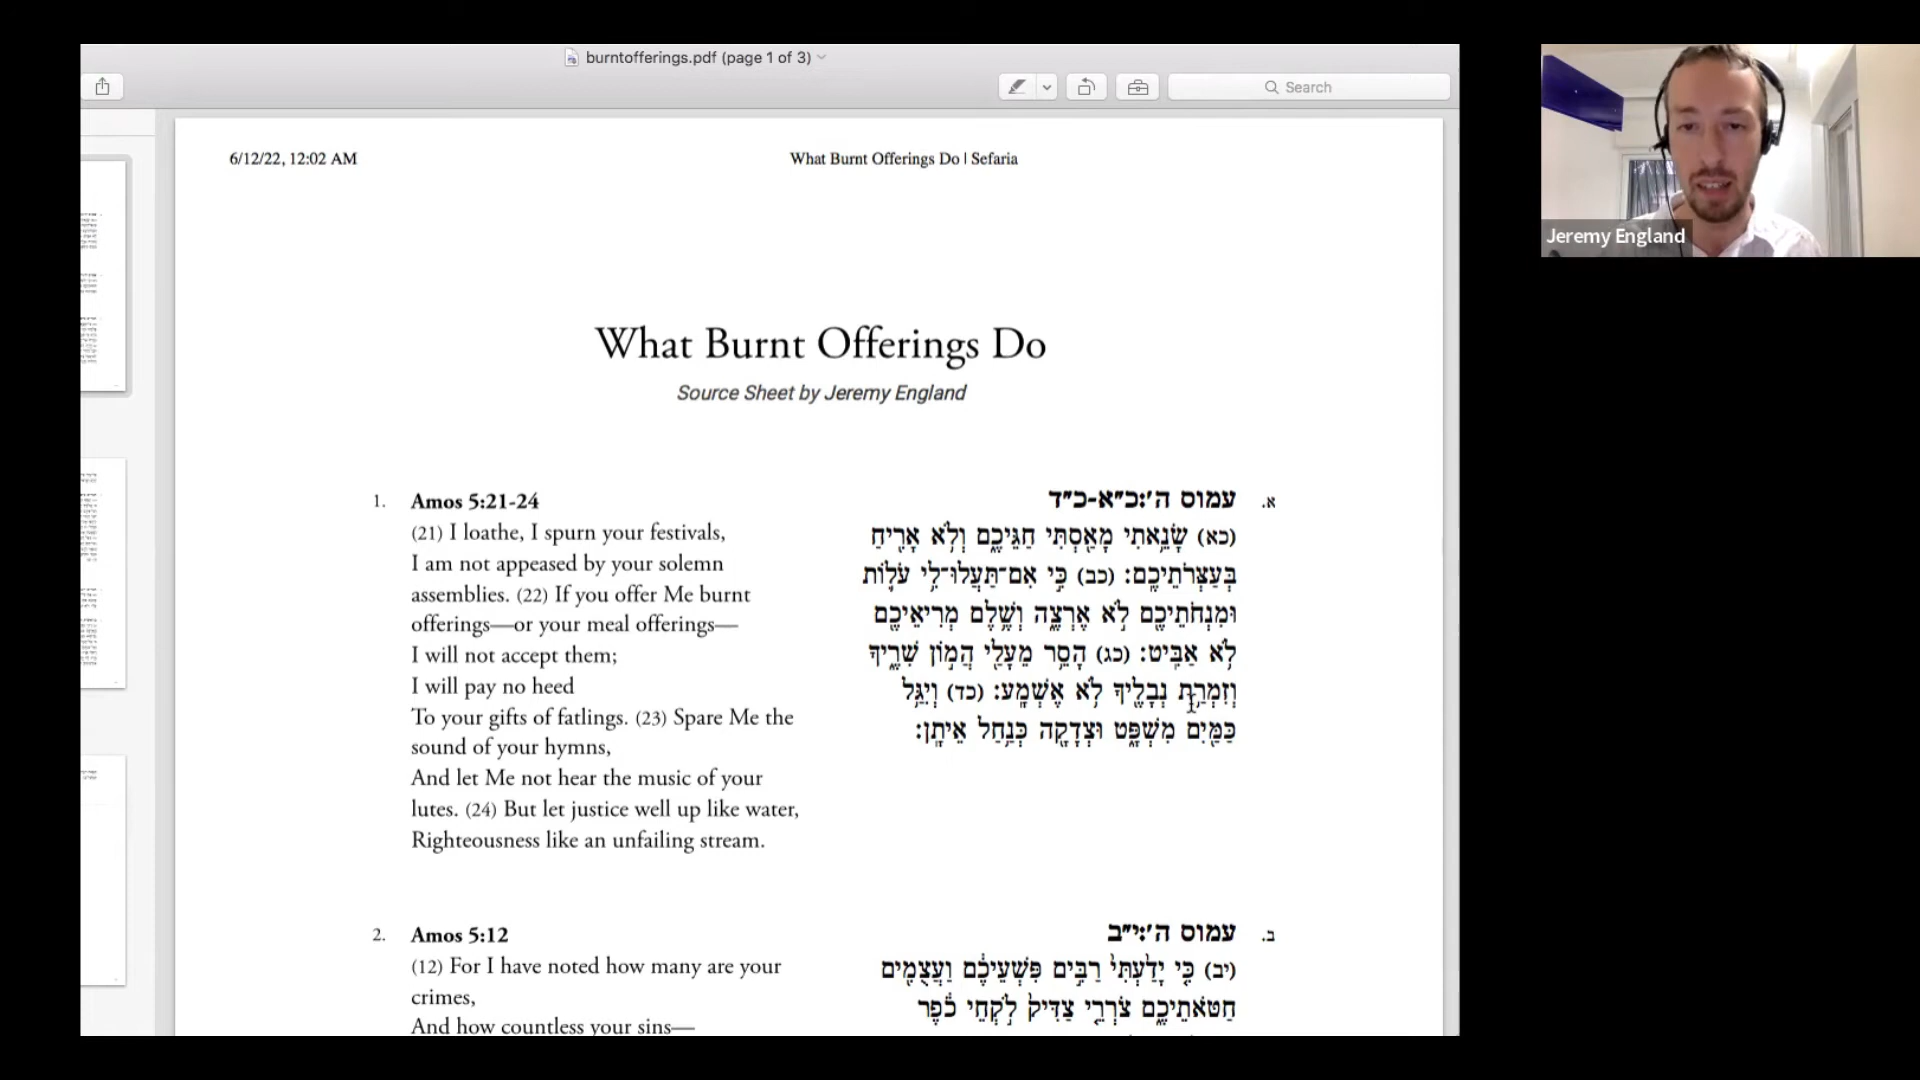 burntofferings.pdf (page 1 of 3)
Search
6/12/22, 12:02 AM
What Burnt Offerings Do | Sefaria
What Burnt Offerings Do
Source Sheet by Jeremy England
1.
Amos 5:21-24
(21) I loathe, I spurn your festivals,
I am not appeased by your solemn
assemblies. (22) If you offer Me burnt
offerings—or your meal offerings—
I will not accept them;
I will pay no heed
To your gifts of fatlings. (23) Spare Me the
sound of your hymns,
And let Me not hear the music of your
lutes. (24) But let justice well up like water,
Righteousness like an unfailing stream.
א.
עמוס ה׳:כ״א-כ״ד
(כא) שָׂנֵ֥אתִי מָאַ֖סְתִּי חַגֵּיכֶ֑ם וְלֹ֥א אָרִ֖יחַ
בְּעַצְּרֹֽתֵיכֶֽם׃ (כב) כִּ֣י אִם־תַּעֲלוּ־לִ֥י עֹל֛וֹת
וּמִנְחֹתֵיכֶ֖ם לֹ֣א אֶרְצֶ֑ה וְשֶׁ֥לֶם מְרִיאֵיכֶ֖ם
לֹ֥א אַבִּֽיט׃ (כג) הָסֵ֥ר מֵעָלַ֖י הֲמ֣וֹן שִׁרֶ֑יךָ
וְזִמְרַ֥ת נְבָלֶ֖יךָ לֹ֥א אֶשְׁמָֽע׃ (כד) וְיִגַּ֥ל
כַּמַּ֖יִם מִשְׁפָּ֑ט וּצְדָקָ֖ה כְּנַ֥חַל אֵיתָֽן׃
2.
Amos 5:12
(12) For I have noted how many are your
crimes,
And how countless your sins—
ב.
עמוס ה׳:י״ב
(יב) כִּ֤י יָדַ֙עְתִּי֙ רַבִּ֣ים פִּשְׁעֵיכֶ֔ם וַעֲצֻמִ֖ים
חַטֹּאתֵיכֶ֑ם צֹרְרֵ֤י צַדִּיק֙ לֹ֣קְחֵי כֹ֔פֶר
Jeremy England